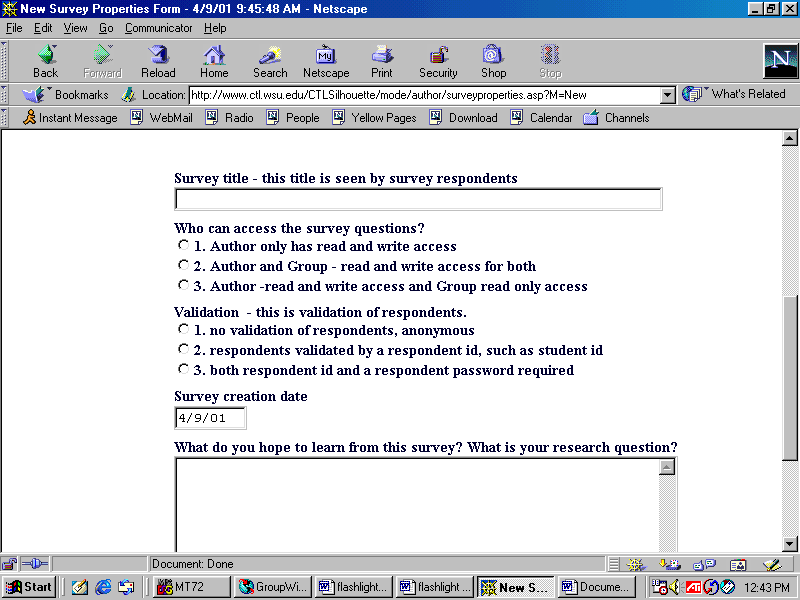 New Survey Properties Form - 4/9/01 9:45:48 AM - Netscape
File Edit View Go Communicator Help
My N
Back Forward Reload Home Search Netscape Print Security Shop Stop
Bookmarks Location: http://www.ctl.wsu.edu/CTLSilhouette/mode/author/surveyproperties.asp?M=New What's Related
Instant Message WebMail Radio People Yellow Pages Download Calendar Channels
Survey title - this title is seen by survey respondents
Who can access the survey questions?
1. Author only has read and write access
2. Author and Group - read and write access for both
3. Author -read and write access and Group read only access
Validation - this is validation of respondents.
1. no validation of respondents, anonymous
2. respondents validated by a respondent id, such as student id
3. both respondent id and a respondent password required
Survey creation date
4/9/01
What do you hope to learn from this survey? What is your research question?
Document: Done
Start MT72 GroupWi... flashlight... flashlight ... New S... Docume... 12:43 PM